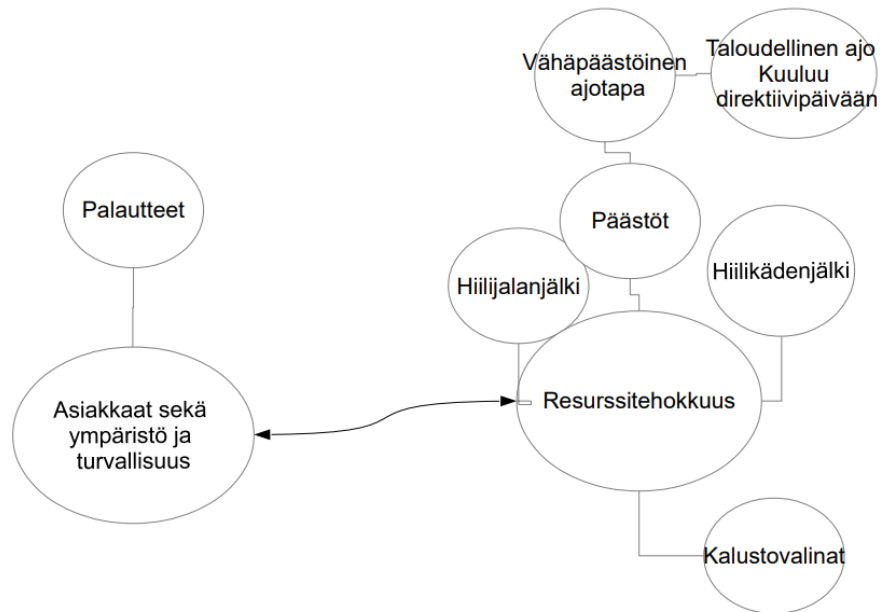 Vähäpäästöinen
ajotapa
Taloudellinen ajo
Kuuluu
direktiivipäivään
Palautteet
Päästöt
Hiilijalanjälki
Hiilikädenjälki
Asiakkaat sekä
ympäristö ja
turvallisuus
Resurssitehokkuus
Kalustovalinat